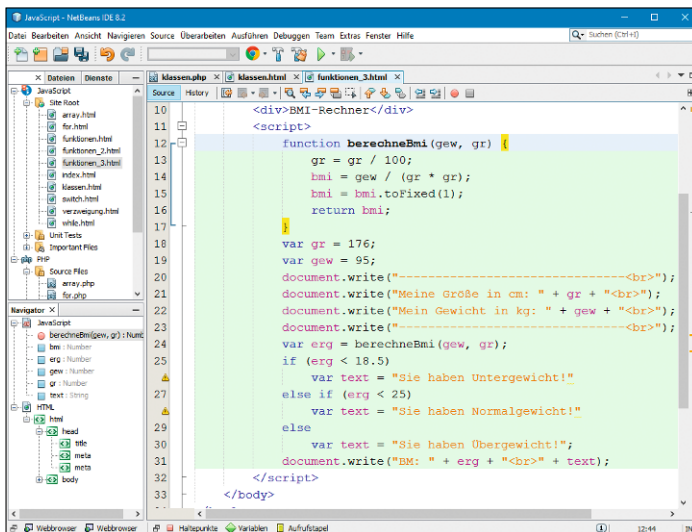 JavaScript - NetBeans IDE 8.2
Datei Bearbeiten Ansicht Navigieren Source Überarbeiten Ausführen Debuggen Team Extras Fenster Hilfe
Suchen (Ctrl+I)
Dateien Dienste
klassen.php klassen.html funktionen_3.html
Source History
JavaScript
Site Root
array.html
for.html
funktionen.html
funktionen_2.html
funktionen_3.html
index.html
klassen.html
switch.html
verzweigung.html
while.html
Unit Tests
Important Files
PHP
Source Files
array.php
for.php
Navigator
JavaScript
berechneBmi(gew, gr) : Numb
bmi : Number
erg : Number
gew : Number
gr : Number
text : String
HTML
html
head
title
meta
meta
body
10 <div>BMI-Rechner</div>
11 <script>
12 function berechneBmi(gew, gr) {
13 gr = gr / 100;
14 bmi = gew / (gr * gr);
15 bmi = bmi.toFixed(1);
16 return bmi;
17 }
18 var gr = 176;
19 var gew = 95;
20 document.write("------------------------------<br>");
21 document.write("Meine Größe in cm: " + gr + "<br>");
22 document.write("Mein Gewicht in kg: " + gew + "<br>");
23 document.write("------------------------------<br>");
24 var erg = berechneBmi(gew, gr);
25 if (erg < 18.5)
var text = "Sie haben Untergewicht!"
27 else if (erg < 25)
var text = "Sie haben Normalgewicht!"
29 else
30 var text = "Sie haben Übergewicht!";
31 document.write("BM: " + erg + "<br>" + text);
32 </script>
33 </body>
Webbrowser Webbrowser Haltepunkte Variablen Aufrufstapel
1 12:44 IN